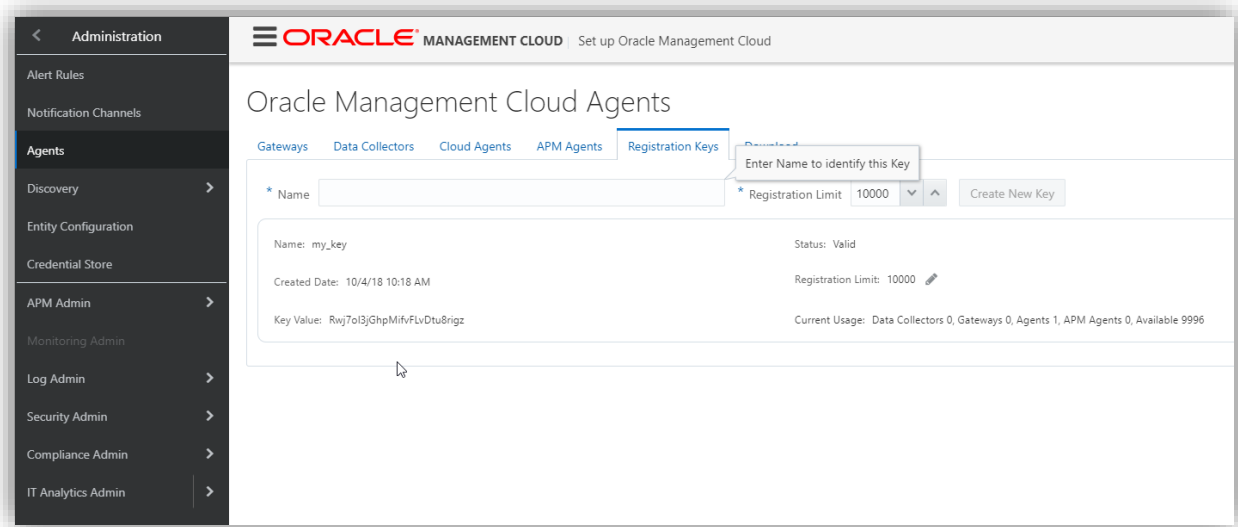 Administration
Alert Rules
Notification Channels
Agents
Discovery
Entity Configuration
Credential Store
APM Admin
Monitoring Admin
Log Admin
Security Admin
Compliance Admin
IT Analytics Admin
ORACLE® MANAGEMENT CLOUD Set up Oracle Management Cloud
Oracle Management Cloud Agents
Gateways Data Collectors Cloud Agents APM Agents Registration Keys Download
Enter Name to identify this Key
* Name * Registration Limit 10000 Create New Key
Name: my_key Status: Valid
Created Date: 10/4/18 10:18 AM Registration Limit: 10000
Key Value: Rwj7oI3jGhpMifvFLvDtu8rigz Current Usage: Data Collectors 0, Gateways 0, Agents 1, APM Agents 0, Available 9996